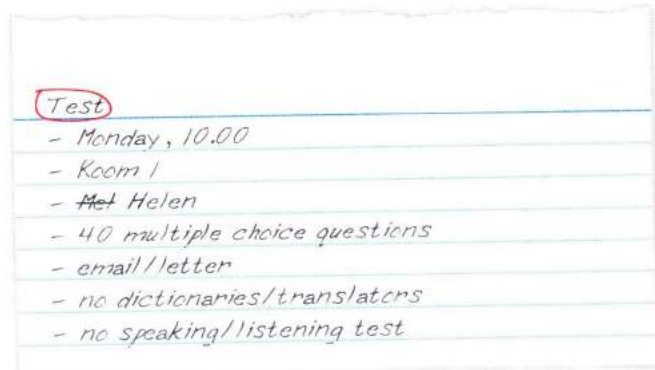 Test
- Monday, 10.00
- Room 1
- Mel Helen
- 40 multiple choice questions
- email/letter
- no dictionaries/translators
- no speaking/listening test